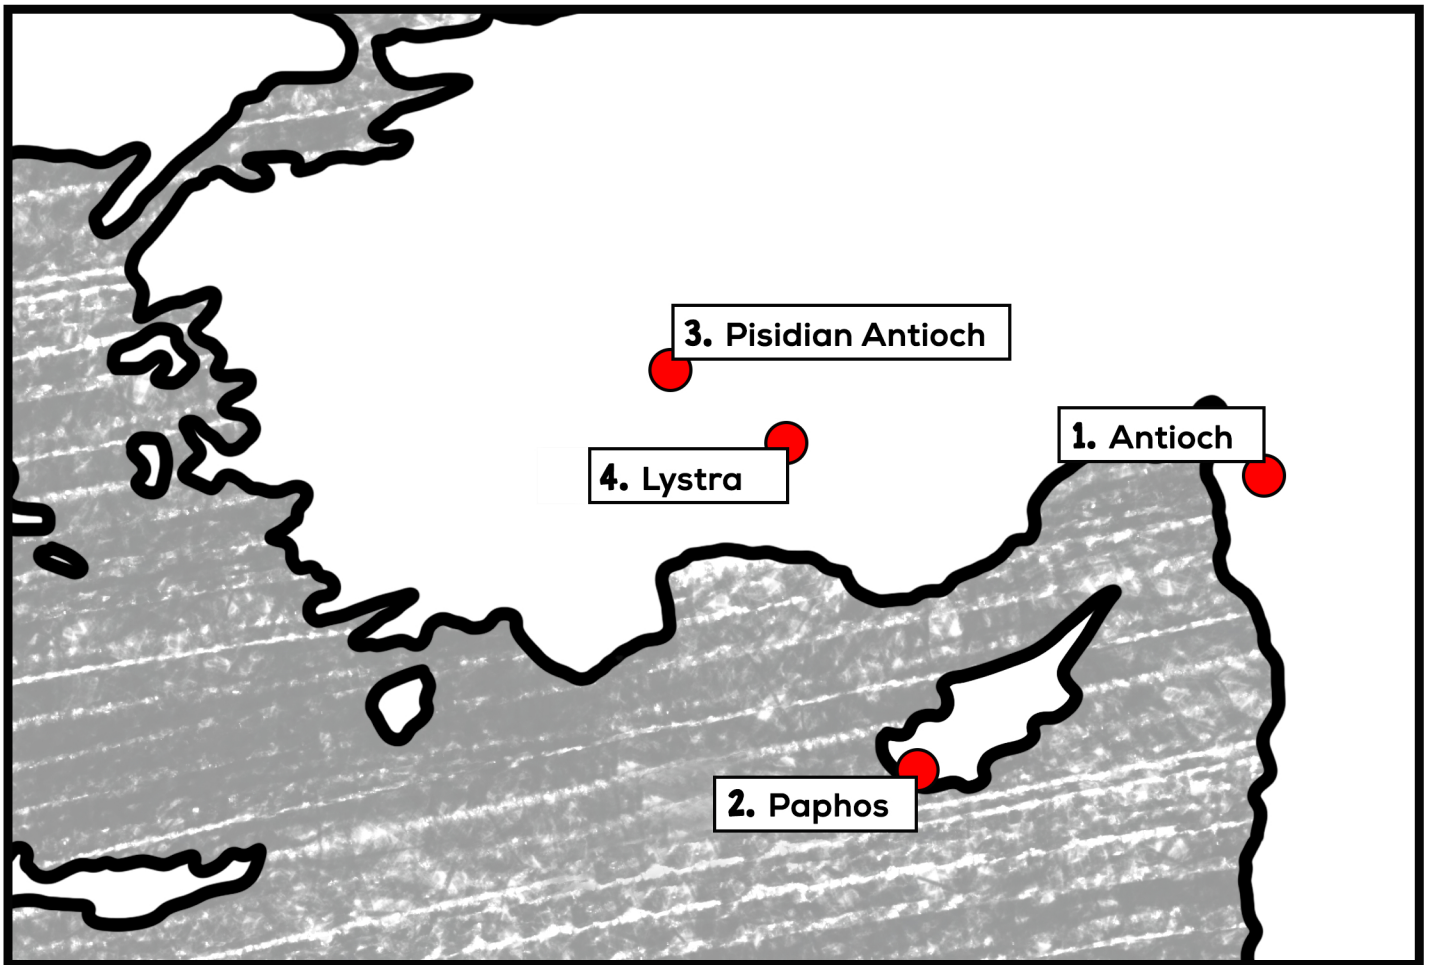 3. Pisidian Antioch
1. Antioch
4. Lystra
2. Paphos